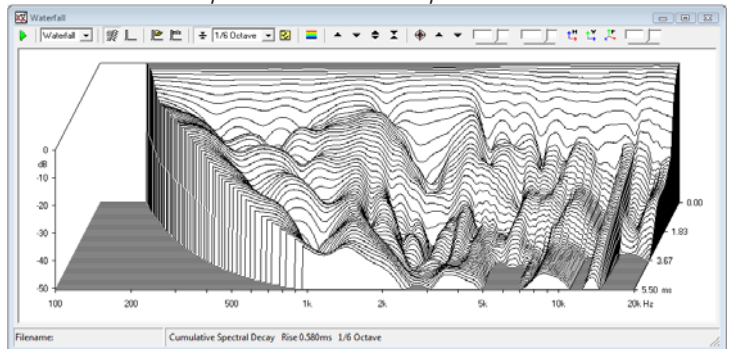 Waterfall
Waterfall 1/6 Octave
0
dB
-10
-20
-30
-40
-50
0.00
1.83
3.67
5.50 ms
100 200 500 1k 2k 5k 10k 20k Hz
Filename: Cumulative Spectral Decay Rise 0.580ms 1/6 Octave